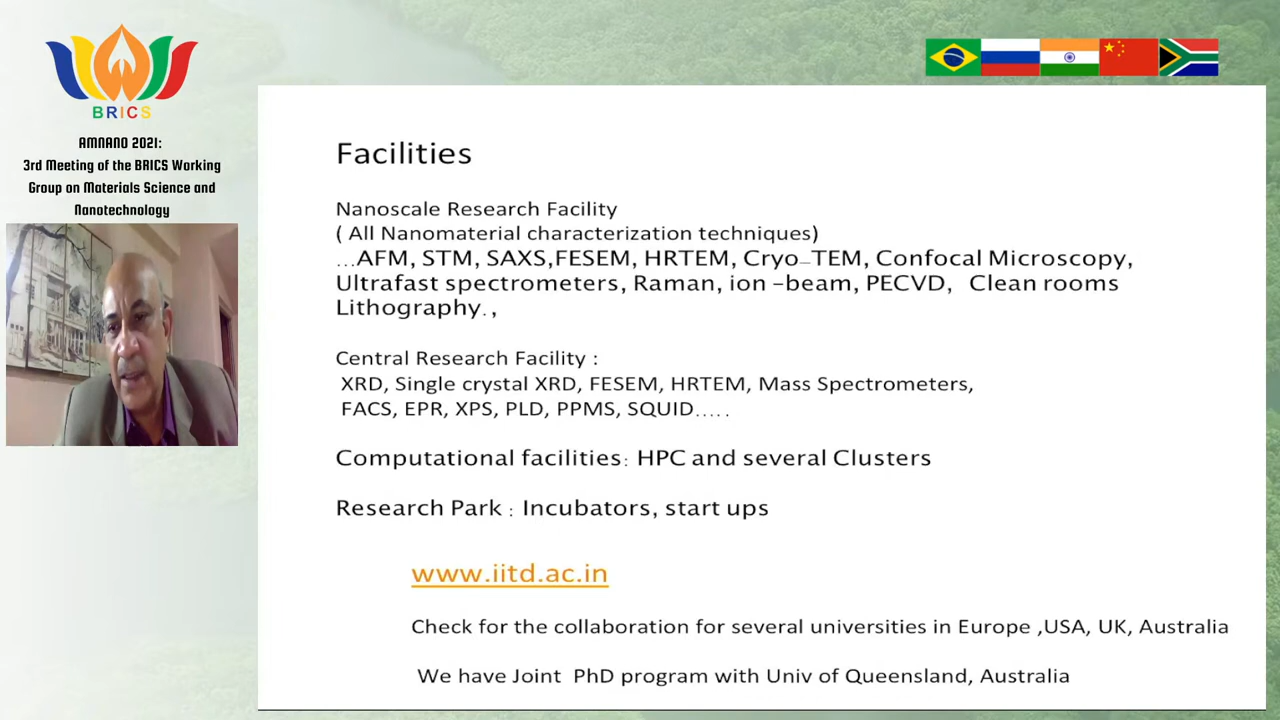 BRICS
AMNANO 2021:
3rd Meeting of the BRICS Working
Group on Materials Science and
Nanotechnology
Facilities
Nanoscale Research Facility
( All Nanomaterial characterization techniques)
...AFM, STM, SAXS,FESEM, HRTEM, Cryo–TEM, Confocal Microscopy,
Ultrafast spectrometers, Raman, ion –beam, PECVD, Clean rooms
Lithography.,
Central Research Facility :
XRD, Single crystal XRD, FESEM, HRTEM, Mass Spectrometers,
FACS, EPR, XPS, PLD, PPMS, SQUID.....
Computational facilities: HPC and several Clusters
Research Park : Incubators, start ups
www.iitd.ac.in
Check for the collaboration for several universities in Europe ,USA, UK, Australia
We have Joint PhD program with Univ of Queensland, Australia